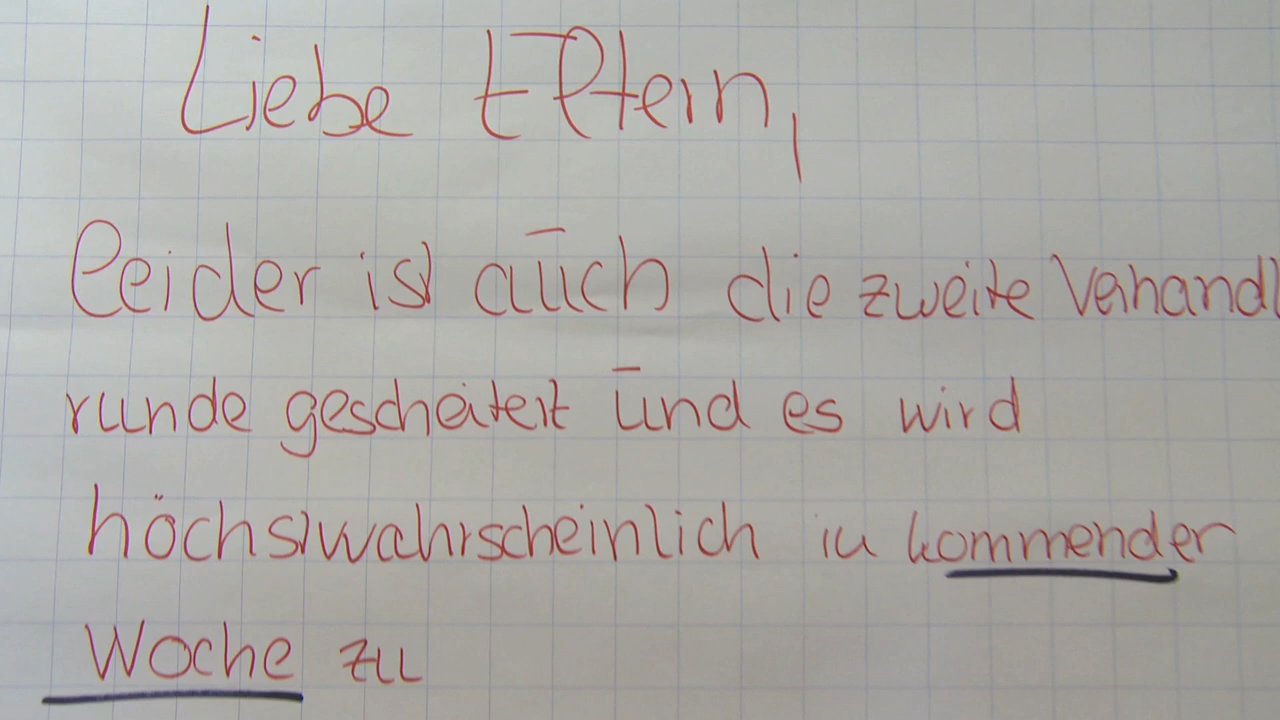 Liebe Eltern,
leider ist auch die zweite Verhandl
runde gescheitert und es wird
höchstwahrscheinlich in kommender
Woche zu